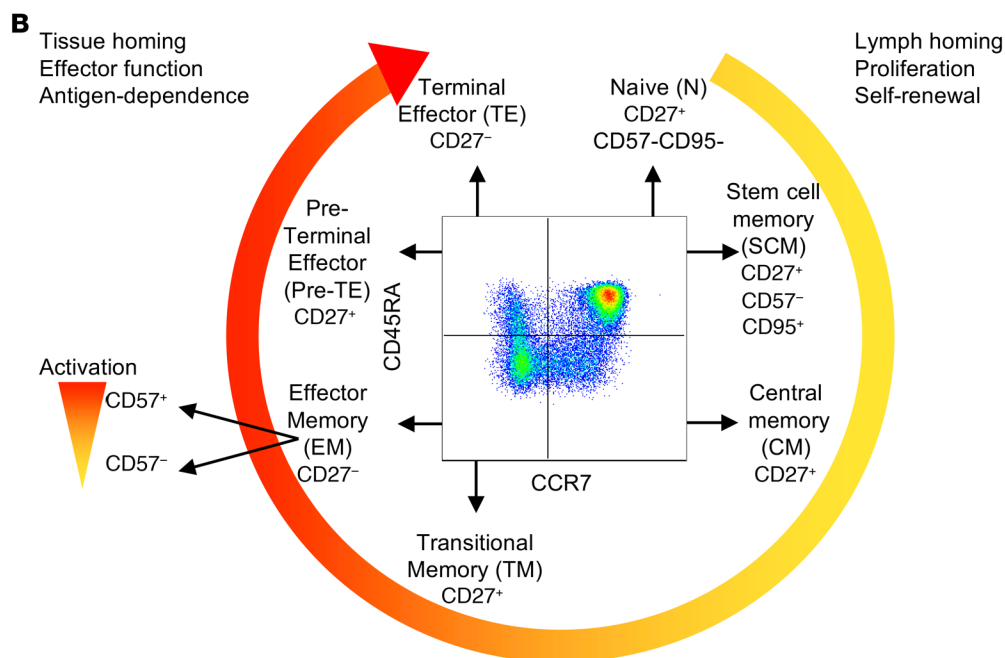 B
Tissue homing
Effector function
Antigen-dependence
Lymph homing
Proliferation
Self-renewal
Terminal
Effector (TE)
CD27⁻
Naive (N)
CD27⁺
CD57-CD95-
Pre-
Terminal
Effector
(Pre-TE)
CD27⁺
Stem cell
memory
(SCM)
CD27⁺
CD57⁻
CD95⁺
CD45RA
CCR7
Activation
CD57⁺
CD57⁻
Effector
Memory
(EM)
CD27⁻
Central
memory
(CM)
CD27⁺
Transitional
Memory (TM)
CD27⁺